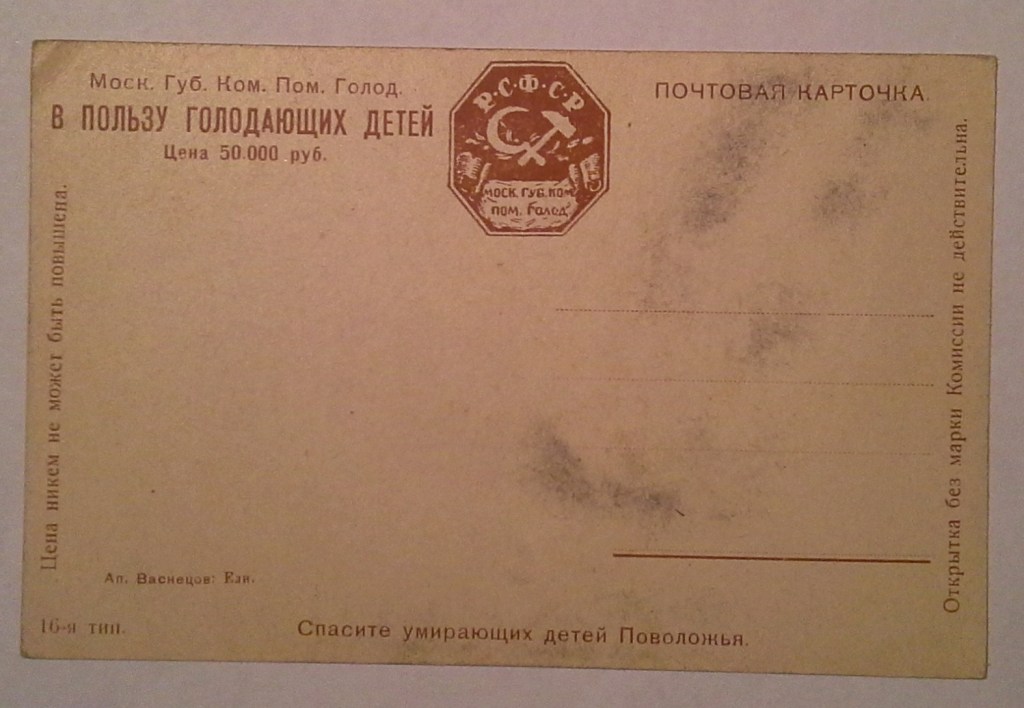 Моск. Губ. Ком. Пом. Голод.
В ПОЛЬЗУ ГОЛОДАЮЩИХ ДЕТЕЙ
Цена 50.000 руб.
Р·С·Ф·С·Р
МОСК. ГУБ. КОМ
ПОМ. ГОЛОД
ПОЧТОВАЯ КАРТОЧКА.
Цена никем не может быть повышена.
Открытка без марки Комиссии не действительна.
Ап. Васнецов: Ели.
16-я тип.
Спасите умирающих детей Поволожья.